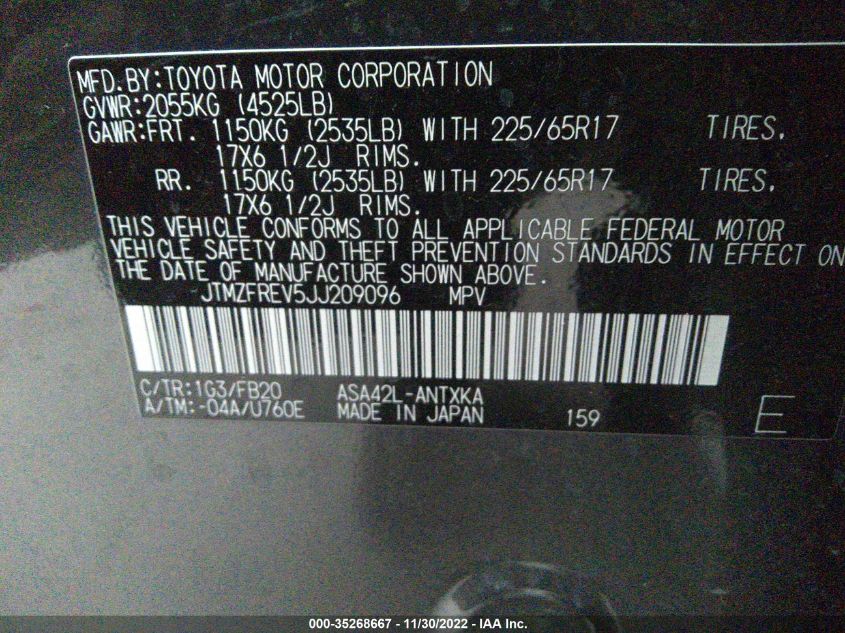 MFD.BY:TOYOTA MOTOR CORPORATION
GVWR:2055KG (4525LB)
GAWR:FRT. 1150KG (2535LB) WITH 225/65R17 TIRES.
17X6 1/2J RIMS.
RR. 1150KG (2535LB) WITH 225/65R17 TIRES.
17X6 1/2J RIMS.
THIS VEHICLE CONFORMS TO ALL APPLICABLE FEDERAL MOTOR
VEHICLE SAFETY AND THEFT PREVENTION STANDARDS IN EFFECT ON
THE DATE OF MANUFACTURE SHOWN ABOVE.
JTMZFREV5JJ209096 MPV
C/TR:1G3/FB20 ASA42L-ANTXKA
A/TM:-04A/U760E MADE IN JAPAN 159 E
000-35268667 - 11/30/2022 - IAA Inc.